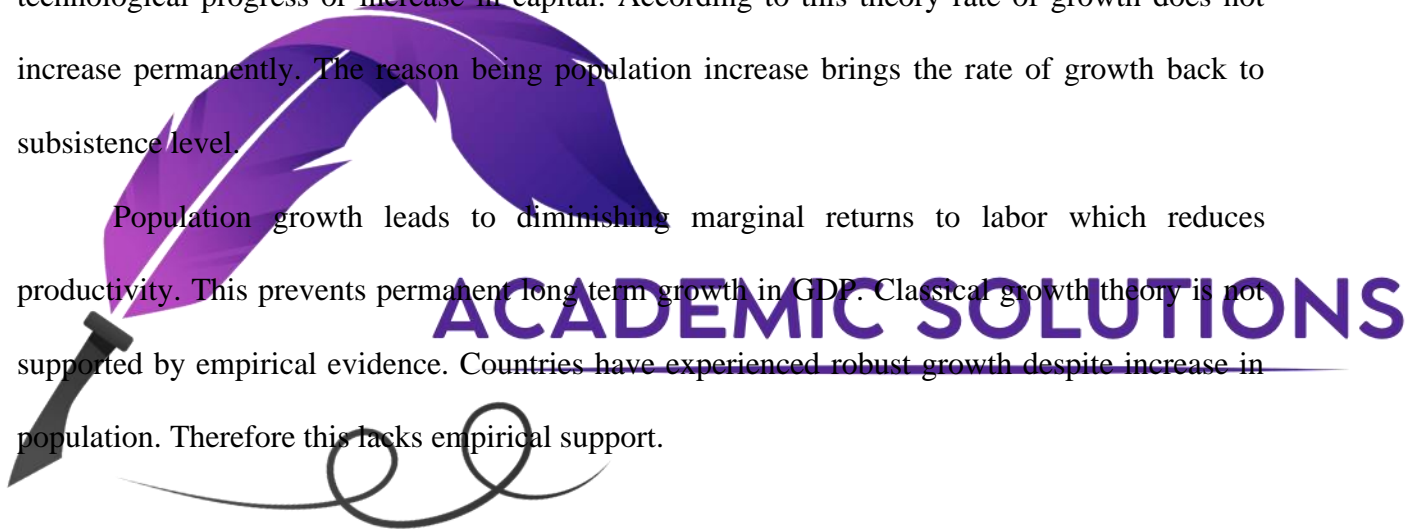 technological progress or increase in capital. According to this theory rate of growth does not
increase permanently. The reason being population increase brings the rate of growth back to
subsistence level.
Population growth leads to diminishing marginal returns to labor which reduces
productivity. This prevents permanent long term growth in GDP. Classical growth theory is not
ACADEMIC SOLUTIONS
supported by empirical evidence. Countries have experienced robust growth despite increase in
population. Therefore this lacks empirical support.